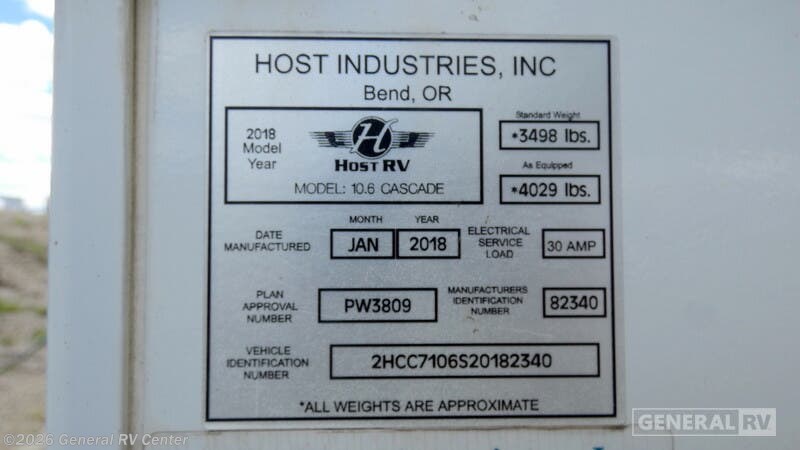 HOST INDUSTRIES, INC
Bend, OR
2018
Model
Year
H
HOST RV
MODEL: 10.6 CASCADE
Standard Weight
*3498 lbs.
As Equipped
*4029 lbs.
DATE
MANUFACTURED
MONTH
JAN
YEAR
2018
ELECTRICAL
SERVICE
LOAD
30 AMP
PLAN
APPROVAL
NUMBER
PW3809
MANUFACTURERS
IDENTIFICATION
NUMBER
82340
VEHICLE
IDENTIFICATION
NUMBER
2HCC7106S20182340
*ALL WEIGHTS ARE APPROXIMATE
GENERAL RV
©2026 General RV Center